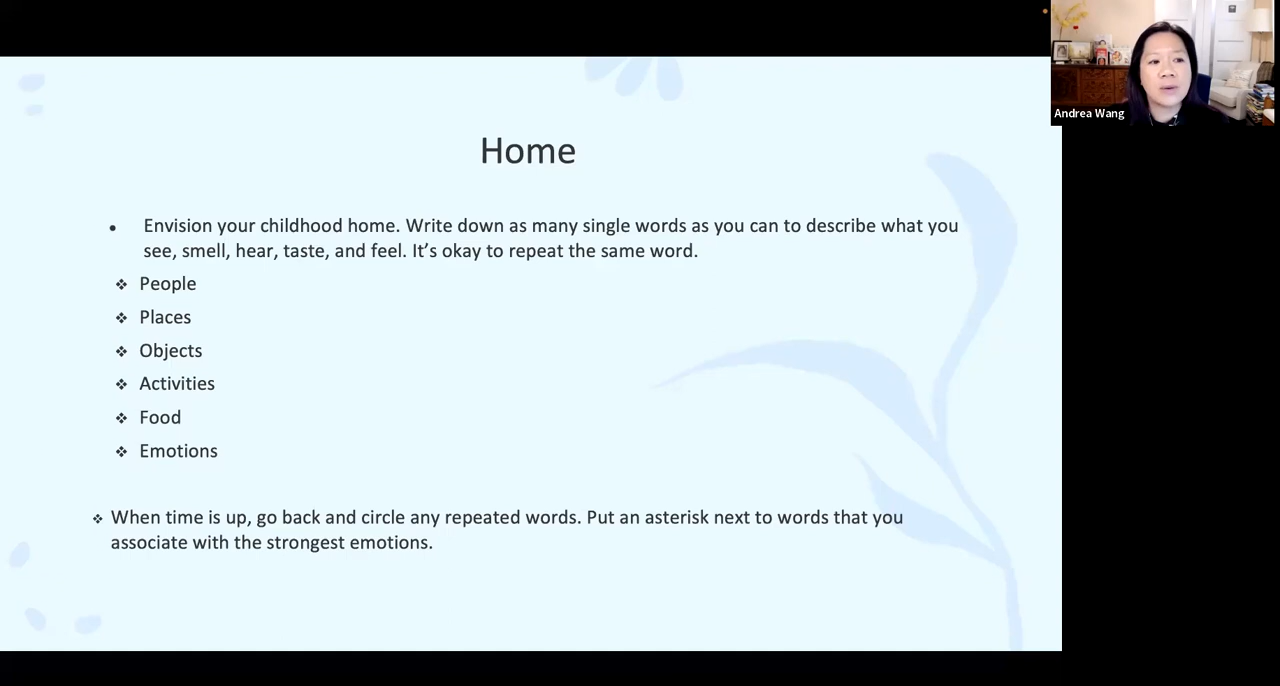 Andrea Wang
Home
• Envision your childhood home. Write down as many single words as you can to describe what you
see, smell, hear, taste, and feel. It’s okay to repeat the same word.
❖ People
❖ Places
❖ Objects
❖ Activities
❖ Food
❖ Emotions
❖ When time is up, go back and circle any repeated words. Put an asterisk next to words that you
associate with the strongest emotions.